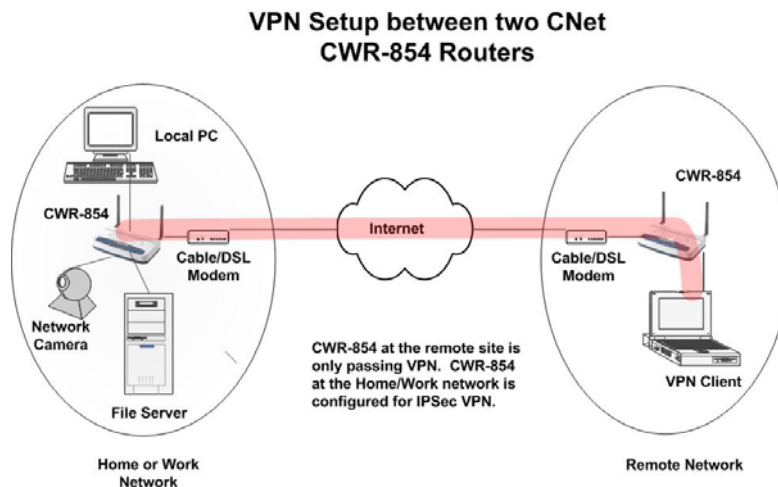 VPN Setup between two CNet
CWR-854 Routers
Local PC
CWR-854
Cable/DSL
Modem
Network
Camera
File Server
Home or Work
Network
Internet
CWR-854 at the remote site is
only passing VPN.  CWR-854
at the Home/Work network is
configured for IPSec VPN.
CWR-854
Cable/DSL
Modem
VPN Client
Remote Network